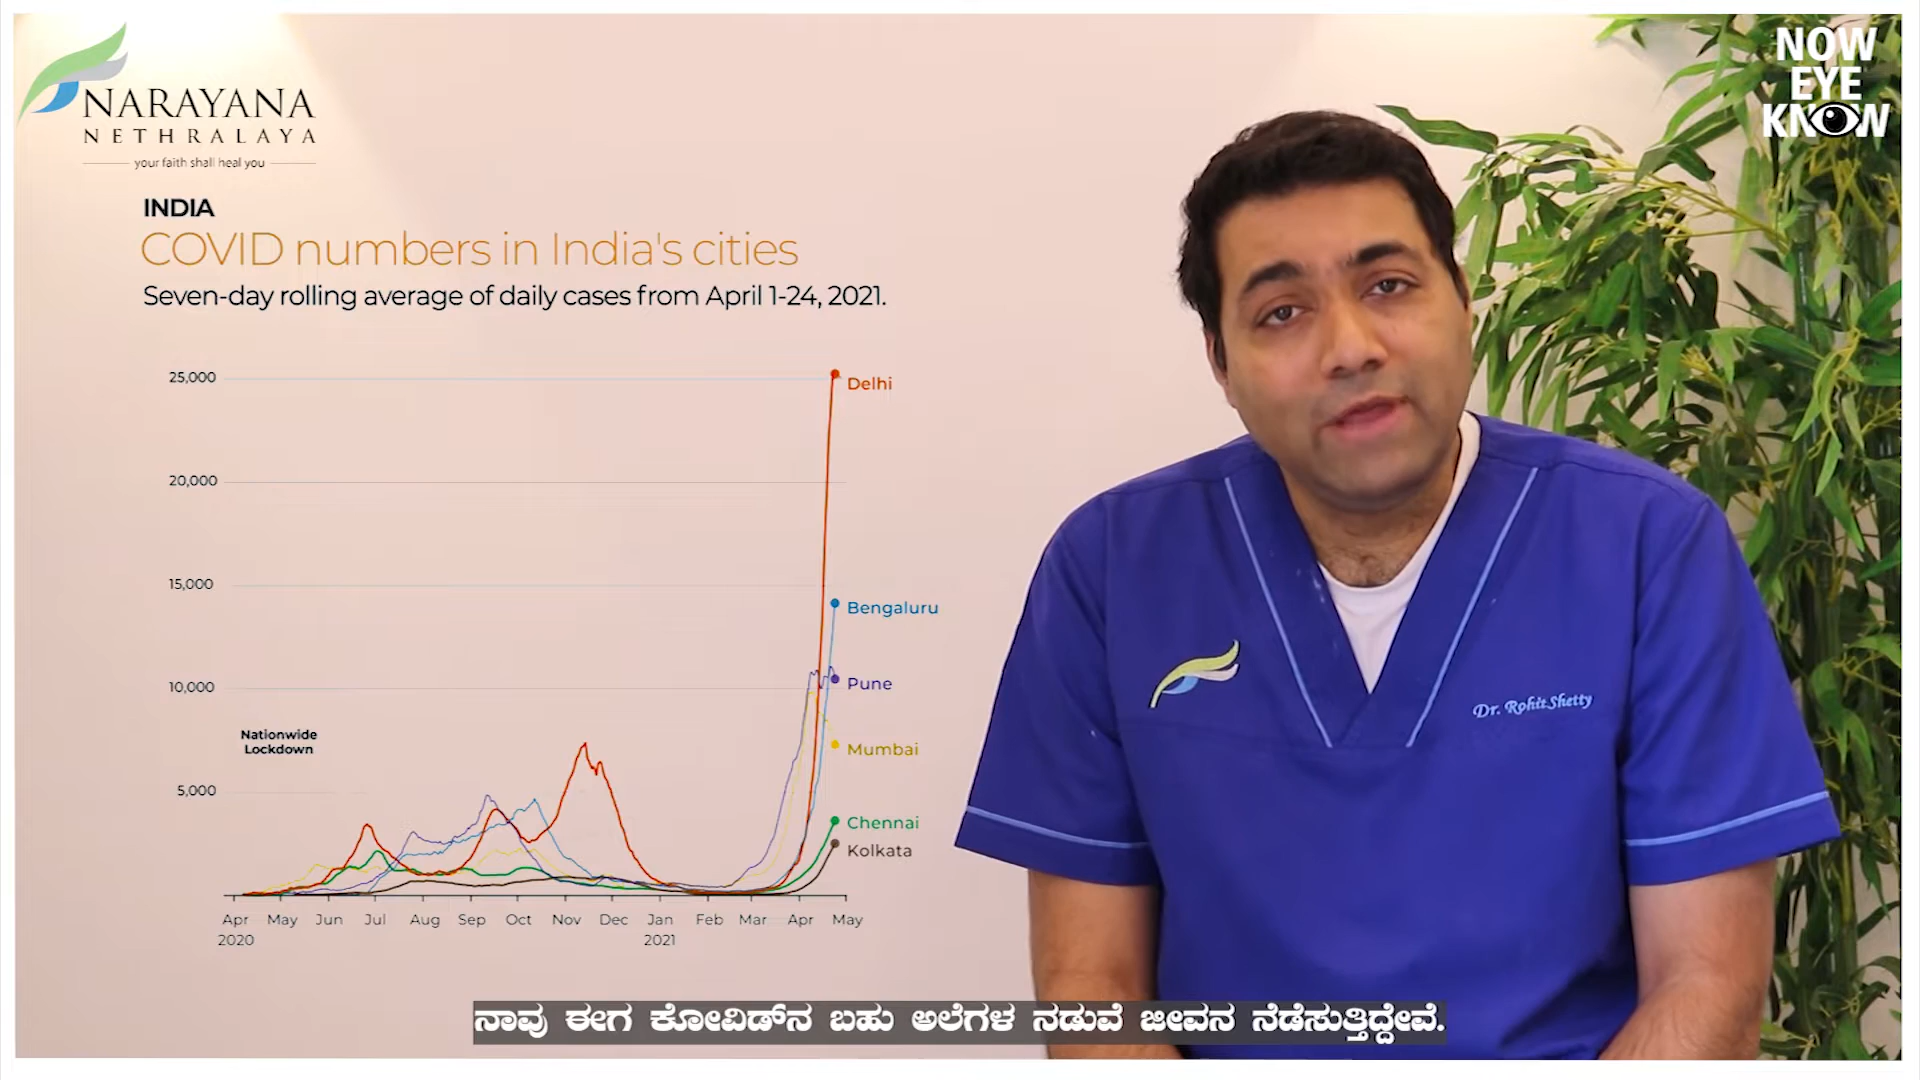 NARAYANA
NETHRALAYA
your faith shall heal you
NOW
EYE
KNOW
INDIA
COVID numbers in India's cities
Seven-day rolling average of daily cases from April 1-24, 2021.
25,000
20,000
15,000
10,000
5,000
Delhi
Bengaluru
Pune
Mumbai
Chennai
Kolkata
Nationwide
Lockdown
Apr May Jun Jul Aug Sep Oct Nov Dec Jan Feb Mar Apr May
2020 2021
Dr. Rohit Shetty
ನಾವು ಈಗ ಕೋವಿಡ್‌ನ ಬಹು ಅಲೆಗಳ ನಡುವೆ ಜೀವನ ನೆಡೆಸುತ್ತಿದ್ದೇವೆ.